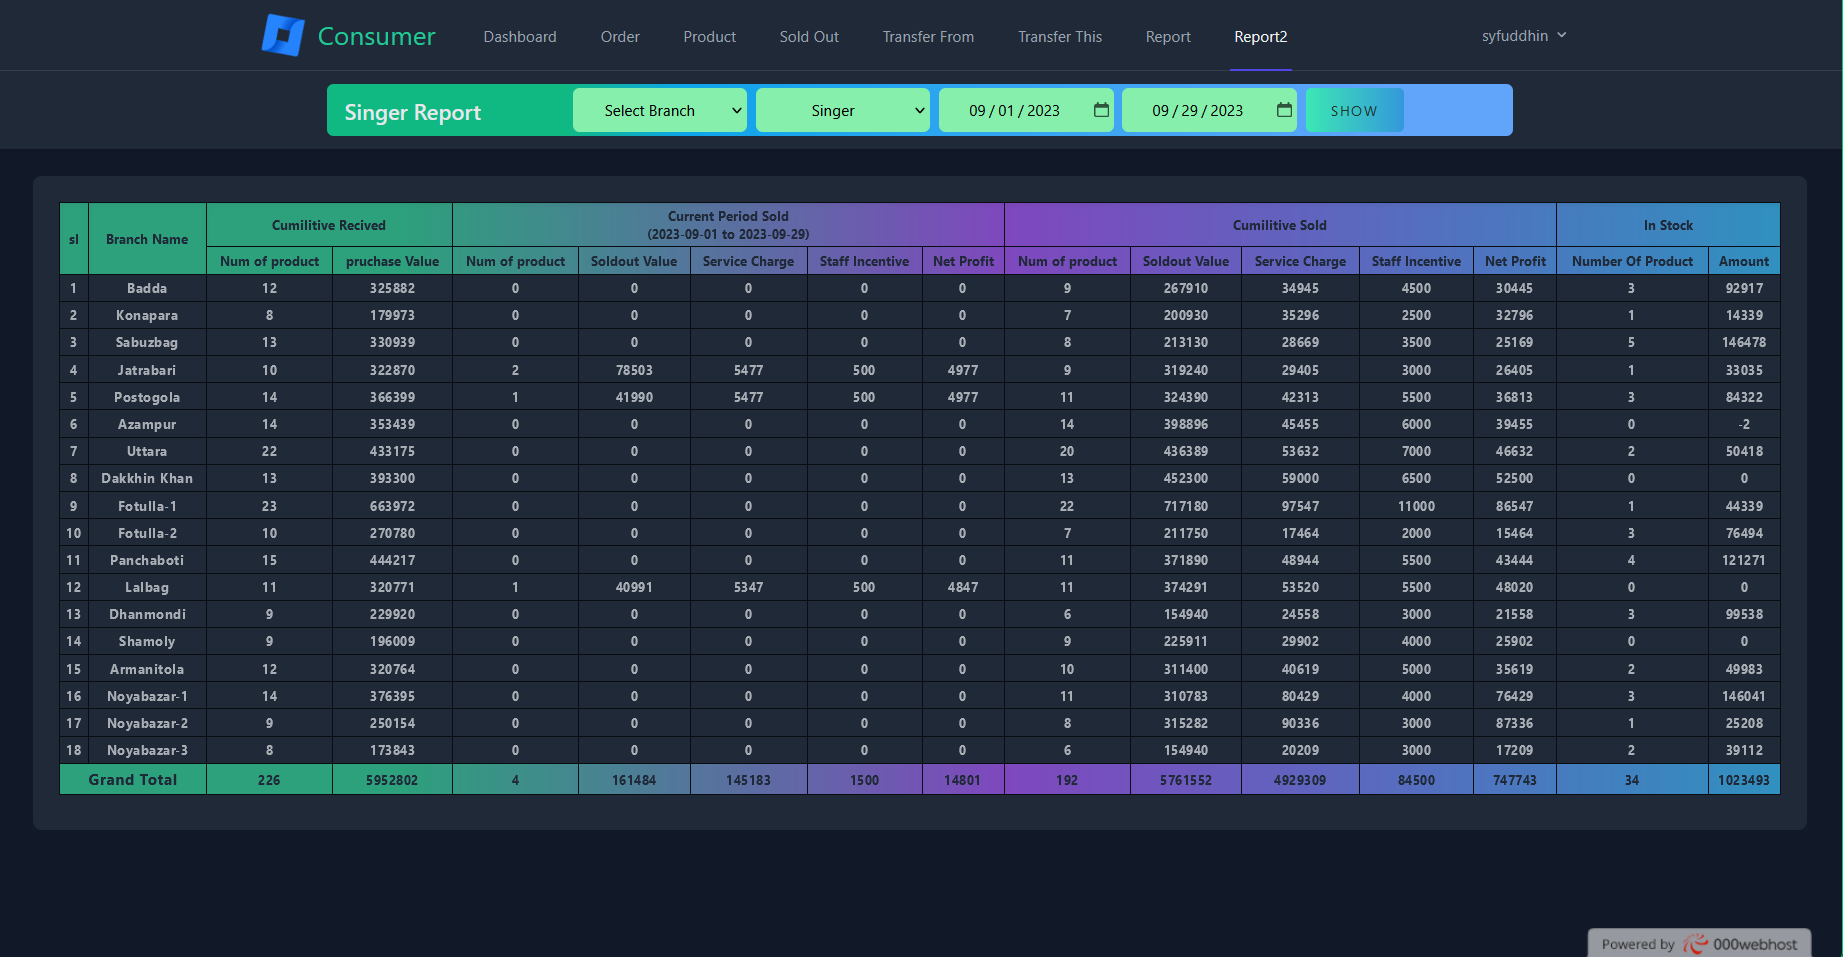 Consumer Dashboard Order Product Sold Out Transfer From Transfer This Report Report2 syfuddhin
Singer Report Select Branch Singer 09 / 01 / 2023 09 / 29 / 2023 SHOW
sl Branch Name Cumilitive Recived Current Period Sold Cumilitive Sold In Stock
(2023-09-01 to 2023-09-29)
Num of product pruchase Value Num of product Soldout Value Service Charge Staff Incentive Net Profit Num of product Soldout Value Service Charge Staff Incentive Net Profit Number Of Product Amount
1 Badda 12 325882 0 0 0 0 0 9 267910 34945 4500 30445 3 92917
2 Konapara 8 179973 0 0 0 0 0 7 200930 35296 2500 32796 1 14339
3 Sabuzbag 13 330939 0 0 0 0 0 8 213130 28669 3500 25169 5 146478
4 Jatrabari 10 322870 2 78503 5477 500 4977 9 319240 29405 3000 26405 1 33035
5 Postogola 14 366399 1 41990 5477 500 4977 11 324390 42313 5500 36813 3 84322
6 Azampur 14 353439 0 0 0 0 0 14 398896 45455 6000 39455 0 -2
7 Uttara 22 433175 0 0 0 0 0 20 436389 53632 7000 46632 2 50418
8 Dakkhin Khan 13 393300 0 0 0 0 0 13 452300 59000 6500 52500 0 0
9 Fotulla-1 23 663972 0 0 0 0 0 22 717180 97547 11000 86547 1 44339
10 Fotulla-2 10 270780 0 0 0 0 0 7 211750 17464 2000 15464 3 76494
11 Panchaboti 15 444217 0 0 0 0 0 11 371890 48944 5500 43444 4 121271
12 Lalbag 11 320771 1 40991 5347 500 4847 11 374291 53520 5500 48020 0 0
13 Dhanmondi 9 229920 0 0 0 0 0 6 154940 24558 3000 21558 3 99538
14 Shamoly 9 196009 0 0 0 0 0 9 225911 29902 4000 25902 0 0
15 Armanitola 12 320764 0 0 0 0 0 10 311400 40619 5000 35619 2 49983
16 Noyabazar-1 14 376395 0 0 0 0 0 11 310783 80429 4000 76429 3 146041
17 Noyabazar-2 9 250154 0 0 0 0 0 8 315282 90336 3000 87336 1 25208
18 Noyabazar-3 8 173843 0 0 0 0 0 6 154940 20209 3000 17209 2 39112
Grand Total 226 5952802 4 161484 145183 1500 14801 192 5761552 4929309 84500 747743 34 1023493
Powered by 000webhost